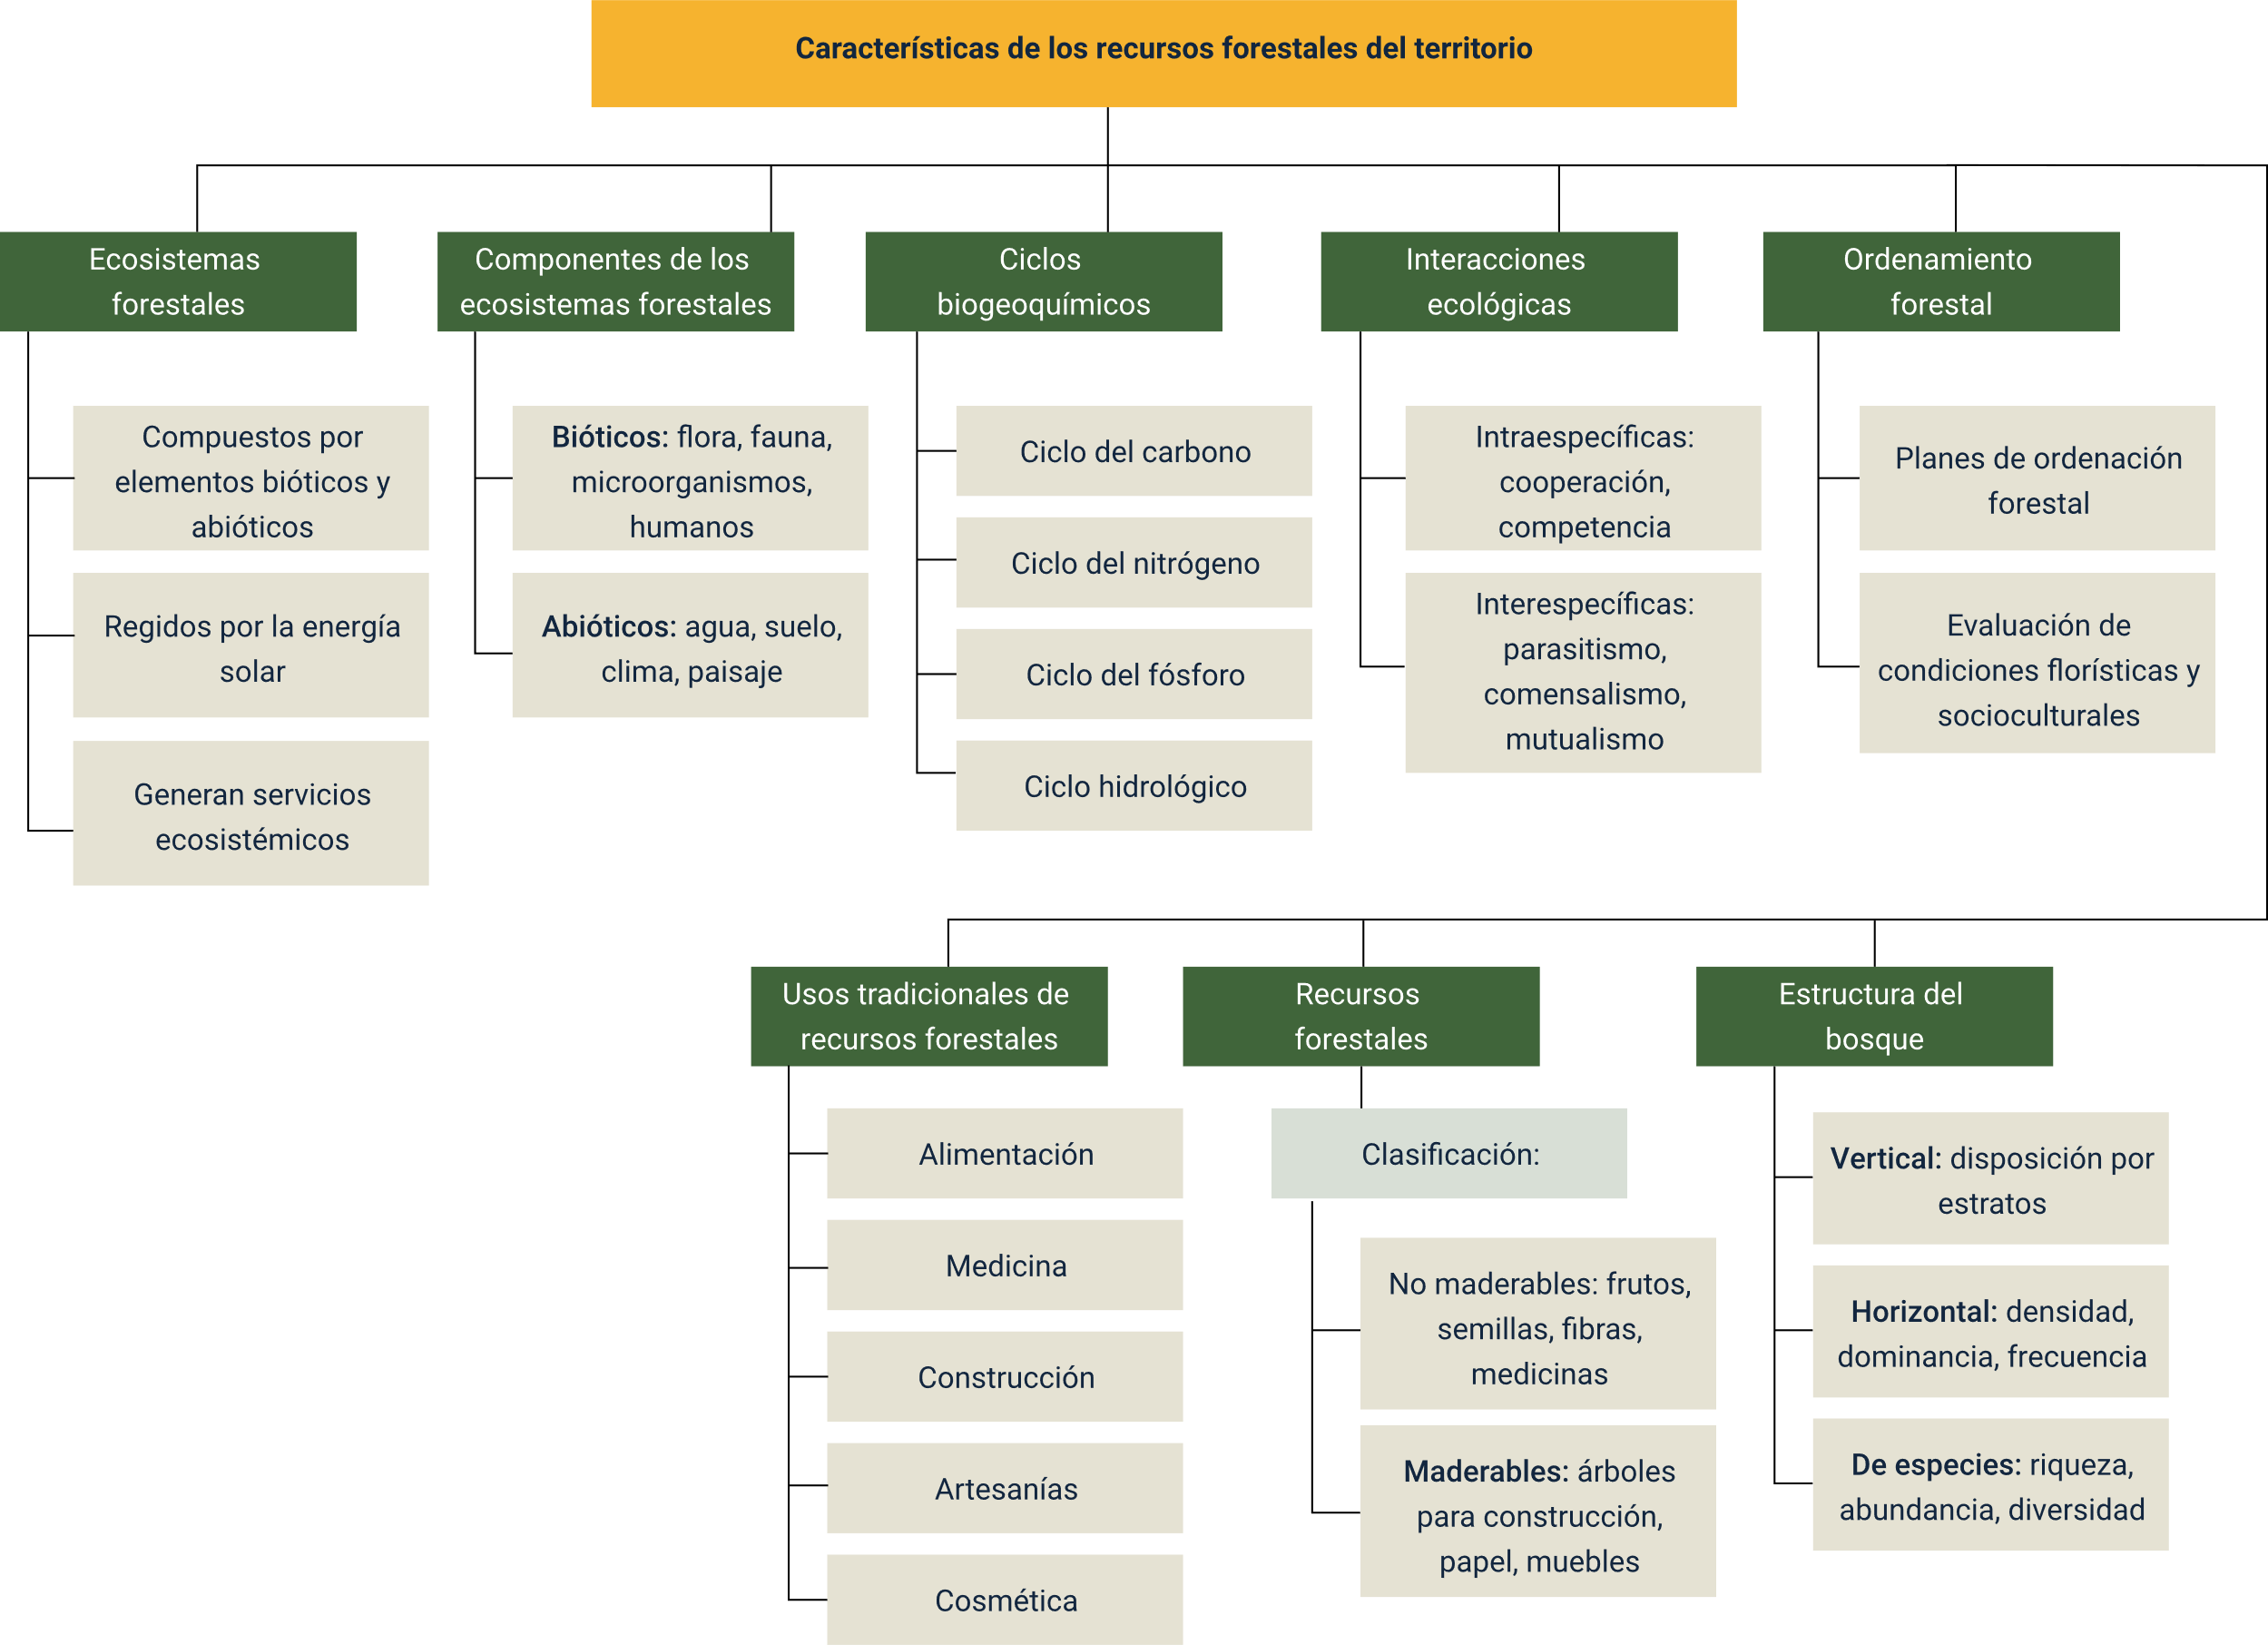 Características de los recursos forestales del territorio
Ecosistemas
forestales
Compuestos por
elementos bióticos y
abióticos
Regidos por la energía
solar
Generan servicios
ecosistémicos
Componentes de los
ecosistemas forestales
Bióticos: flora, fauna,
microorganismos,
humanos
Abióticos: agua, suelo,
clima, paisaje
Ciclos
biogeoquímicos
Ciclo del carbono
Ciclo del nitrógeno
Ciclo del fósforo
Ciclo hidrológico
Interacciones
ecológicas
Intraespecíficas:
cooperación,
competencia
Interespecíficas:
parasitismo,
comensalismo,
mutualismo
Ordenamiento
forestal
Planes de ordenación
forestal
Evaluación de
condiciones florísticas y
socioculturales
Usos tradicionales de
recursos forestales
Alimentación
Medicina
Construcción
Artesanías
Cosmética
Recursos
forestales
Clasificación:
No maderables: frutos,
semillas, fibras,
medicinas
Maderables: árboles
para construcción,
papel, muebles
Estructura del
bosque
Vertical: disposición por
estratos
Horizontal: densidad,
dominancia, frecuencia
De especies: riqueza,
abundancia, diversidad